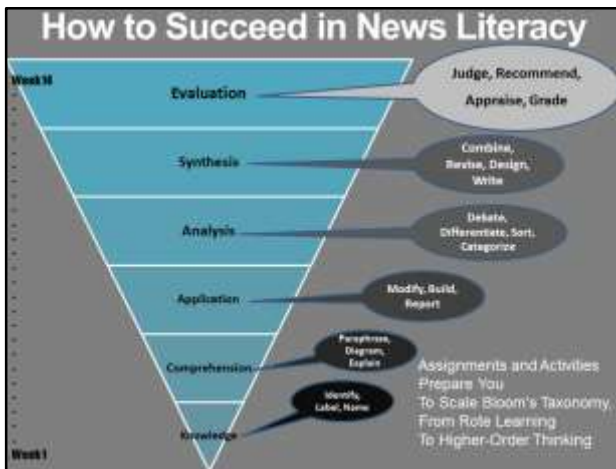 How to Succeed in News Literacy
Week 14
Evaluation
Judge, Recommend,
Appraise, Grade
Synthesis
Combine,
Revise, Design,
Write
Analysis
Debate,
Differentiate, Sort,
Categorize
Application
Modify, Build,
Report
Comprehension
Paraphrase,
Diagram,
Explain
Knowledge
Identify,
Label, Name
Assignments and Activities
Prepare You
To Scale Bloom's Taxonomy
From Rote Learning
To Higher-Order Thinking
Week 1